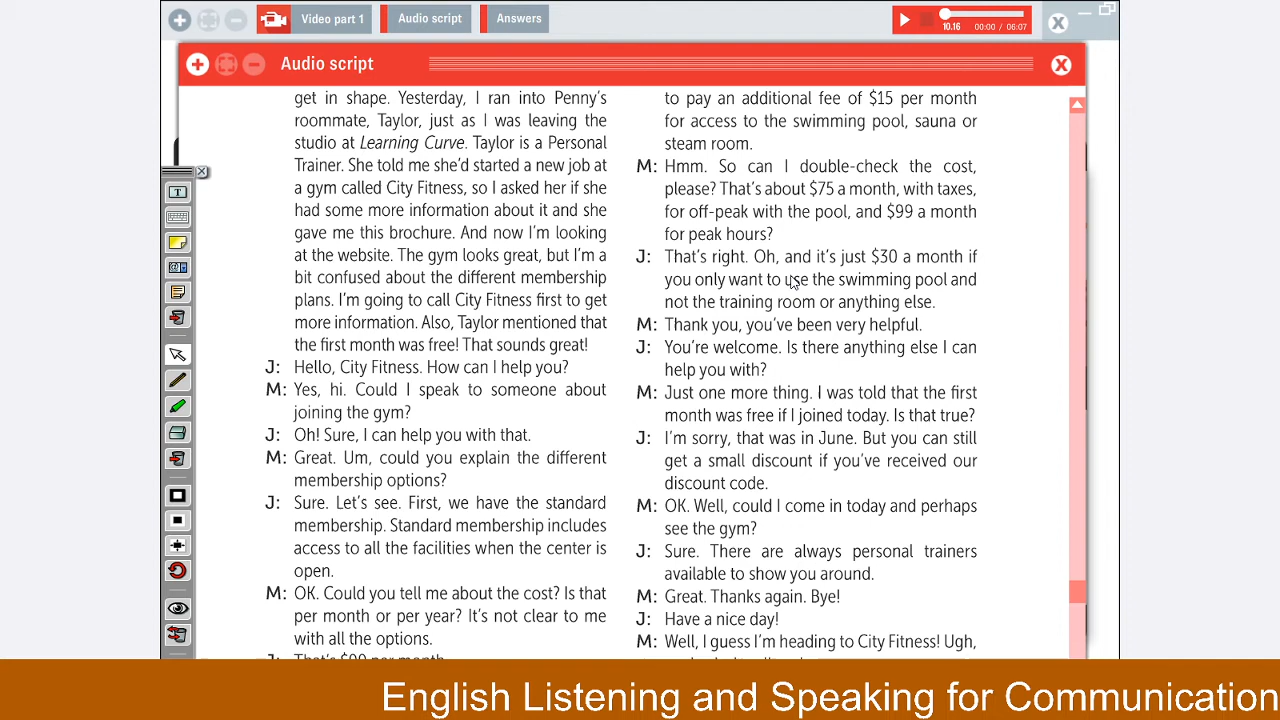 Video part 1
Audio script
Answers
10.16
00:00 / 06:07
Audio script
get in shape. Yesterday, I ran into Penny's
roommate, Taylor, just as I was leaving the
studio at Learning Curve. Taylor is a Personal
Trainer. She told me she'd started a new job at
a gym called City Fitness, so I asked her if she
had some more information about it and she
gave me this brochure. And now I'm looking
at the website. The gym looks great, but I'm a
bit confused about the different membership
plans. I'm going to call City Fitness first to get
more information. Also, Taylor mentioned that
the first month was free! That sounds great!
J: Hello, City Fitness. How can I help you?
M: Yes, hi. Could I speak to someone about
joining the gym?
J: Oh! Sure, I can help you with that.
M: Great. Um, could you explain the different
membership options?
J: Sure. Let's see. First, we have the standard
membership. Standard membership includes
access to all the facilities when the center is
open.
M: OK. Could you tell me about the cost? Is that
per month or per year? It's not clear to me
with all the options.
J: That's $99 per month
to pay an additional fee of $15 per month
for access to the swimming pool, sauna or
steam room.
M: Hmm. So can I double-check the cost,
please? That's about $75 a month, with taxes,
for off-peak with the pool, and $99 a month
for peak hours?
J: That's right. Oh, and it's just $30 a month if
you only want to use the swimming pool and
not the training room or anything else.
M: Thank you, you've been very helpful.
J: You're welcome. Is there anything else I can
help you with?
M: Just one more thing. I was told that the first
month was free if I joined today. Is that true?
J: I'm sorry, that was in June. But you can still
get a small discount if you've received our
discount code.
M: OK. Well, could I come in today and perhaps
see the gym?
J: Sure. There are always personal trainers
available to show you around.
M: Great. Thanks again. Bye!
J: Have a nice day!
M: Well, I guess I'm heading to City Fitness! Ugh,
English Listening and Speaking for Communication